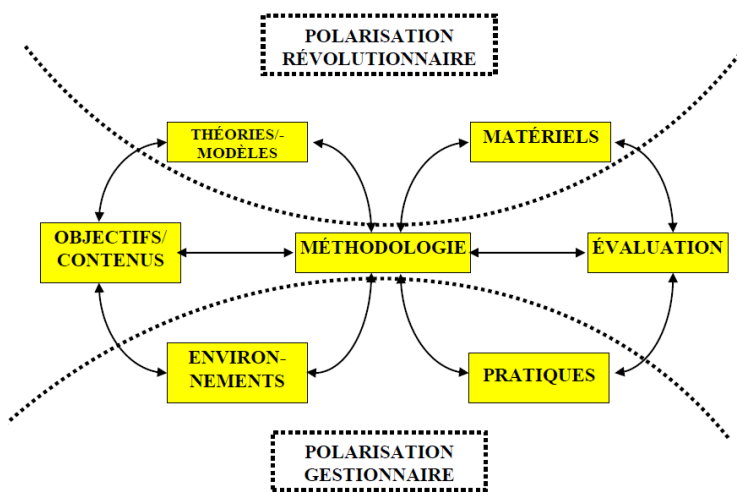 POLARISATION
RÉVOLUTIONNAIRE
THÉORIES/-
MODÈLES
MATÉRIELS
OBJECTIFS/
CONTENUS
MÉTHODOLOGIE
ÉVALUATION
ENVIRON-
NEMENTS
PRATIQUES
POLARISATION
GESTIONNAIRE